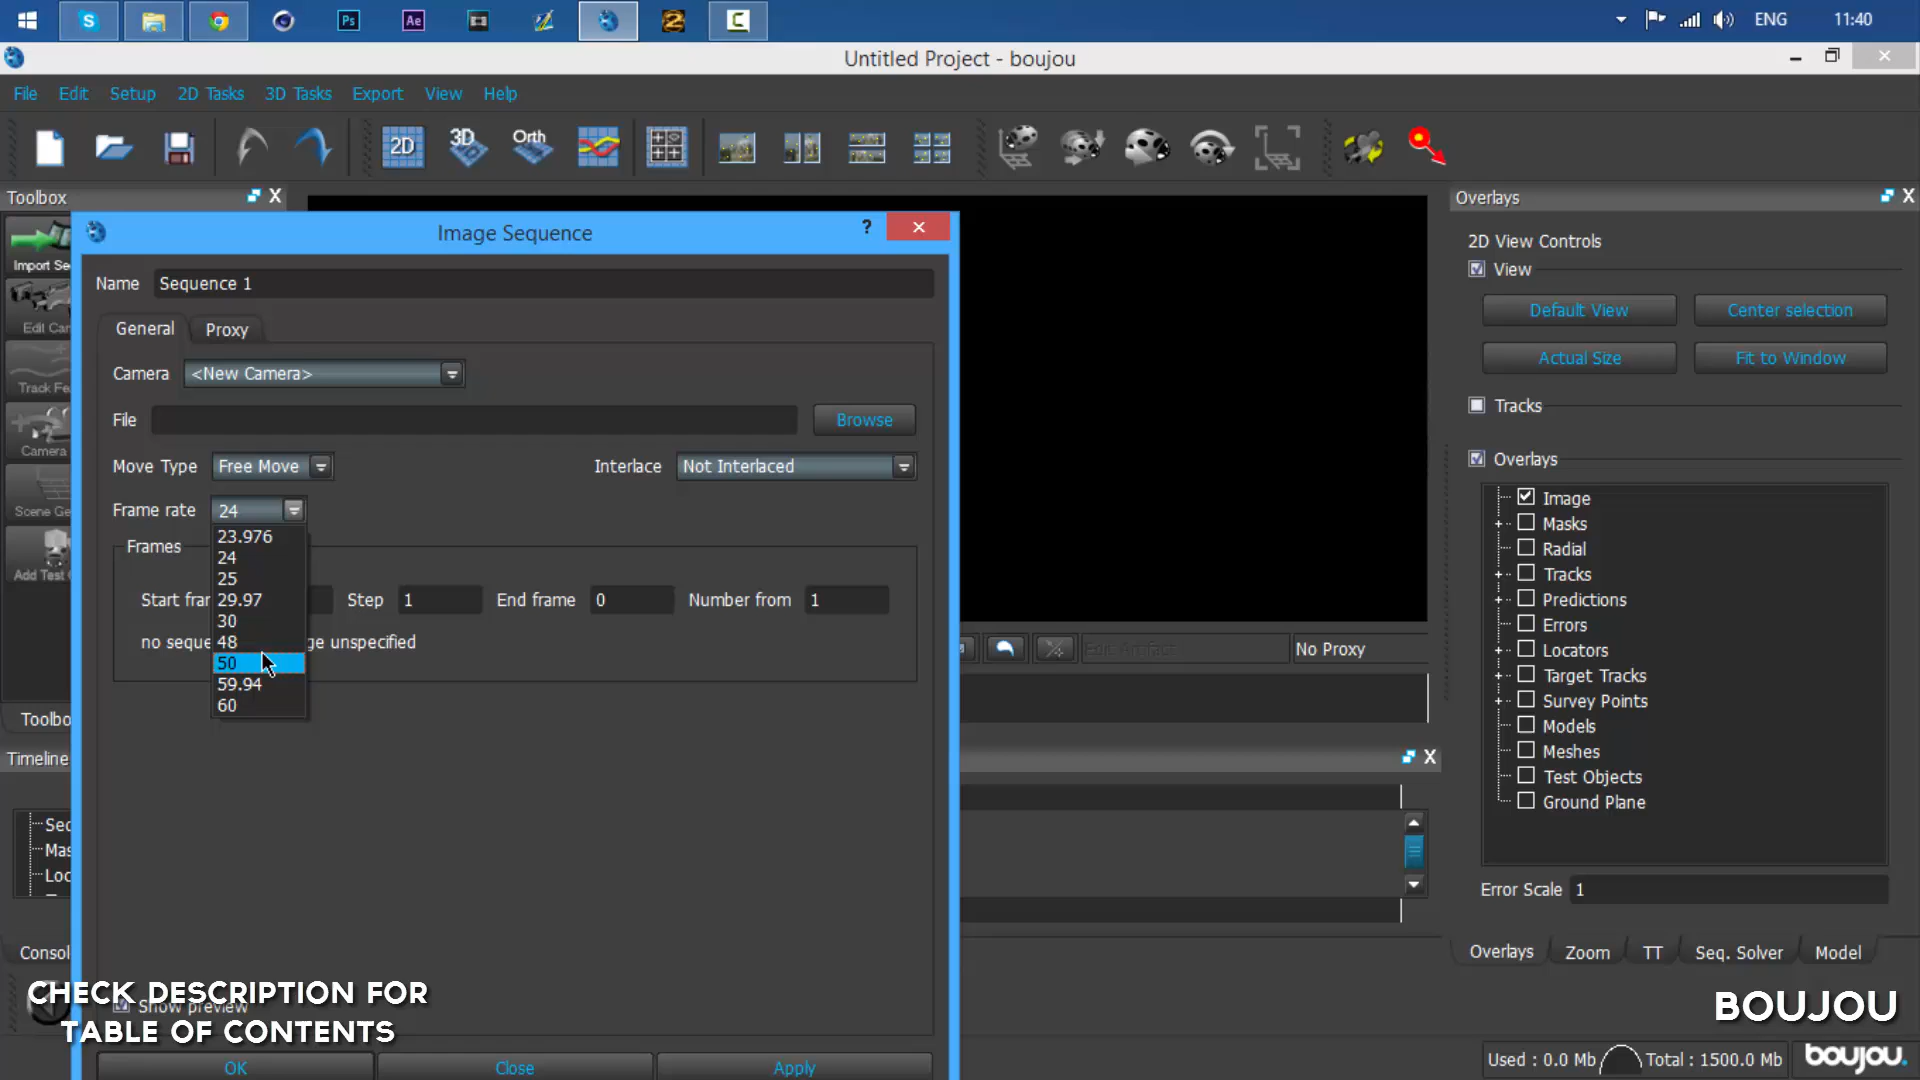 Ps
Ae
2
C
ENG
11:40
Untitled Project - boujou
File Edit Setup 2D Tasks 3D Tasks Export View Help
2D
3D
Orth
Toolbox
X
Overlays
X
Image Sequence
?
Import Se
Edit Car
Track Fe
Camera
Scene Ge
Add Test
Name Sequence 1
General Proxy
Camera <New Camera>
File Browse
Move Type Free Move Interlace Not Interlaced
Frame rate 24
23.976
24
25
29.97
30
48
50
59.94
60
Frames
Start frar Step 1 End frame 0 Number from 1
no seque ge unspecified
Show preview
OK Close Apply
No Proxy
Toolbo
Timeline
X
Sec
Mas
Loc
Consol
2D View Controls
View
Default View Center selection
Actual Size Fit to Window
Tracks
Overlays
Image
Masks
Radial
Tracks
Predictions
Errors
Locators
Target Tracks
Survey Points
Models
Meshes
Test Objects
Ground Plane
Error Scale 1
Overlays Zoom TT Seq. Solver Model
CHECK DESCRIPTION FOR
TABLE OF CONTENTS
BOUJOU
Used : 0.0 Mb Total : 1500.0 Mb
boujou.